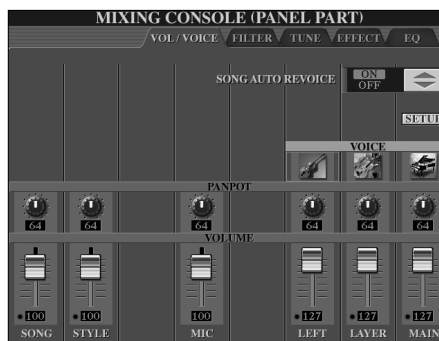 MIXING CONSOLE (PANEL PART)
VOL / VOICE FILTER TUNE EFFECT EQ
SONG AUTO REVOICE ON
OFF
SETUP
VOICE
PANPOT
64 64 64 64 64 64
VOLUME
100 100 100 127 127 127
SONG STYLE MIC LEFT LAYER MAIN